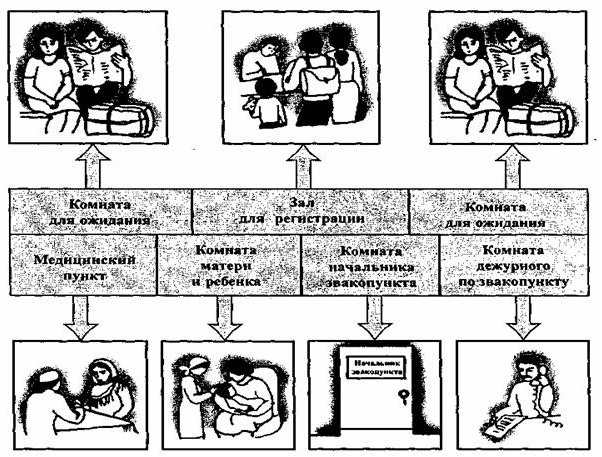 Комната
для ожидания
Зал
для регистрации
Комната
для ожидания
Медицинский
пункт
Комната
матери
и ребенка
Комната
начальника
эвакопункта
Комната
дежурного
по эвакопункту
Начальник
эвакопункта